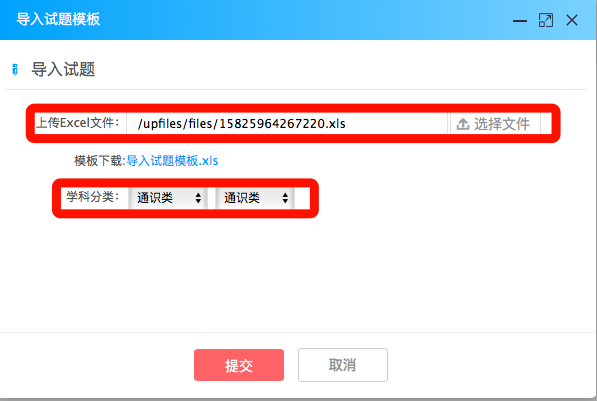 导入试题模板
导入试题
上传Excel文件： /upfiles/files/15825964267220.xls 选择文件
模板下载:导入试题模板.xls
学科分类： 通识类 通识类
提交 取消